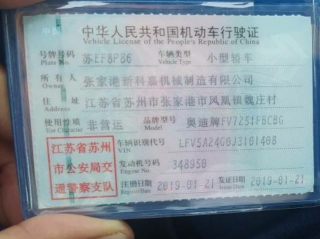 中华人民共和国机动车行驶证
Vehicle License of the People's Republic of China
号牌号码 苏EF8P86 车辆类型 小型轿车
Plate No. Vehicle Type
所有人 张家港新科嘉机械制造有限公司
Owner
住址 江苏省苏州市张家港市凤凰镇魏庄村
Address
使用性质 非营运 品牌型号 奥迪牌FV7251FBCBG
Use Character Model
江苏省苏州市公安局交通警察支队
车辆识别代号 LFV5A24G6J3101408
VIN
发动机号码 348958
Engine No.
注册日期 2019-01-21 发证日期 2019-01-21
Register Date Issue Date